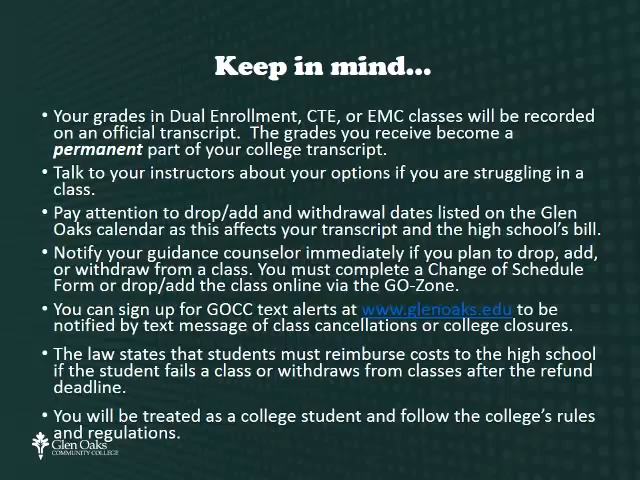 Keep in mind...
• Your grades in Dual Enrollment, CTE, or EMC classes will be recorded
on an official transcript.  The grades you receive become a
permanent part of your college transcript.
• Talk to your instructors about your options if you are struggling in a
class.
• Pay attention to drop/add and withdrawal dates listed on the Glen
Oaks calendar as this affects your transcript and the high school's bill.
• Notify your guidance counselor immediately if you plan to drop, add,
or withdraw from a class. You must complete a Change of Schedule
Form or drop/add the class online via the GO-Zone.
• You can sign up for GOCC text alerts at www.glenoaks.edu to be
notified by text message of class cancellations or college closures.
• The law states that students must reimburse costs to the high school
if the student fails a class or withdraws from classes after the refund
deadline.
• You will be treated as a college student and follow the college's rules
and regulations.
Glen Oaks
COMMUNITY COLLEGE